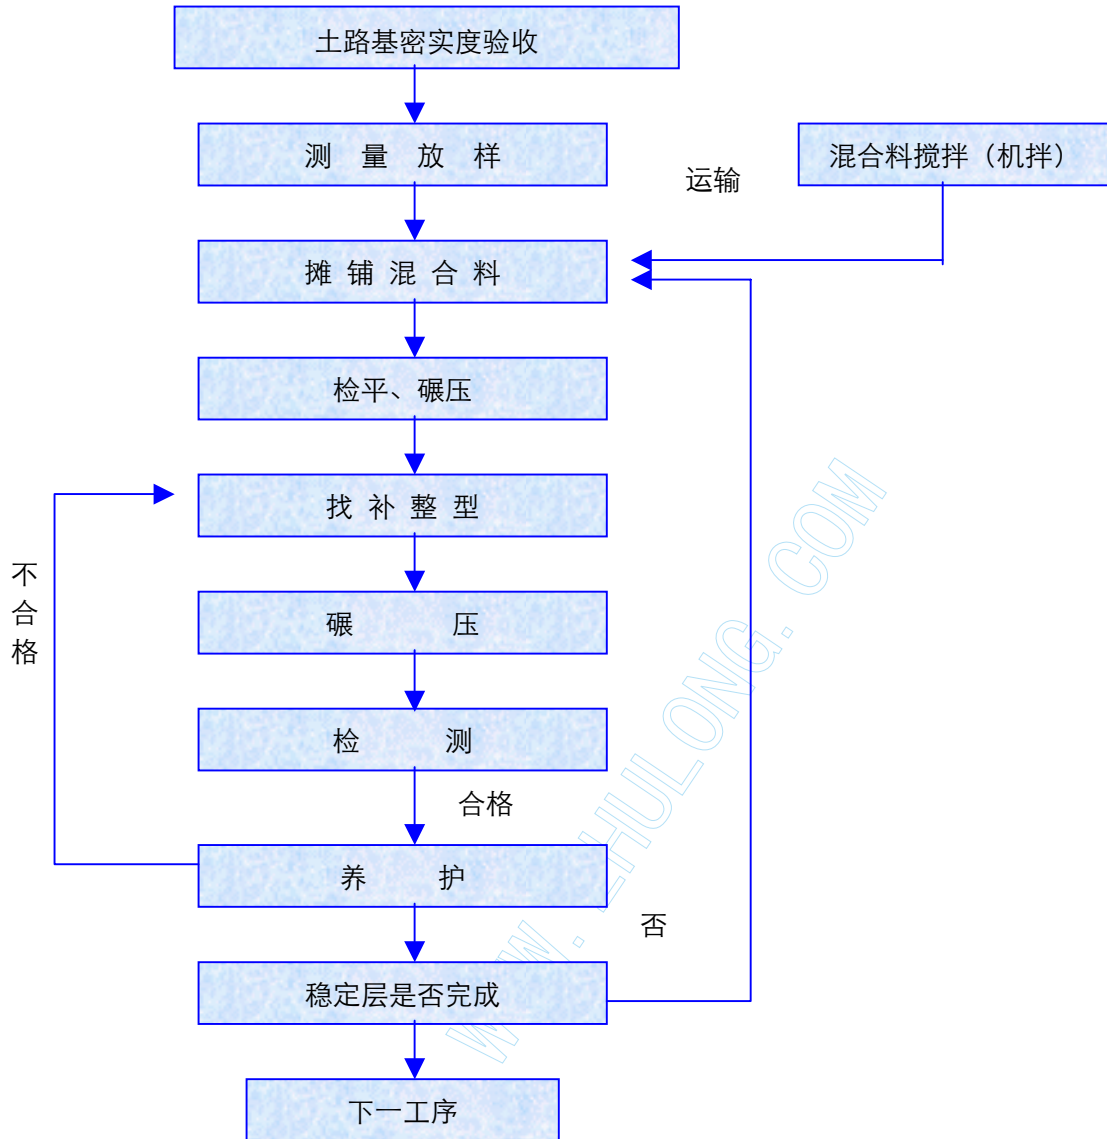 土路基密实度验收
测 量 放 样
混合料搅拌（机拌）
运输
摊 铺 混 合 料
检平、碾压
找 补 整 型
不
合
格
碾 压
检 测
合格
养 护
否
稳定层是否完成
下一工序
WWW.ZHULONG.COM